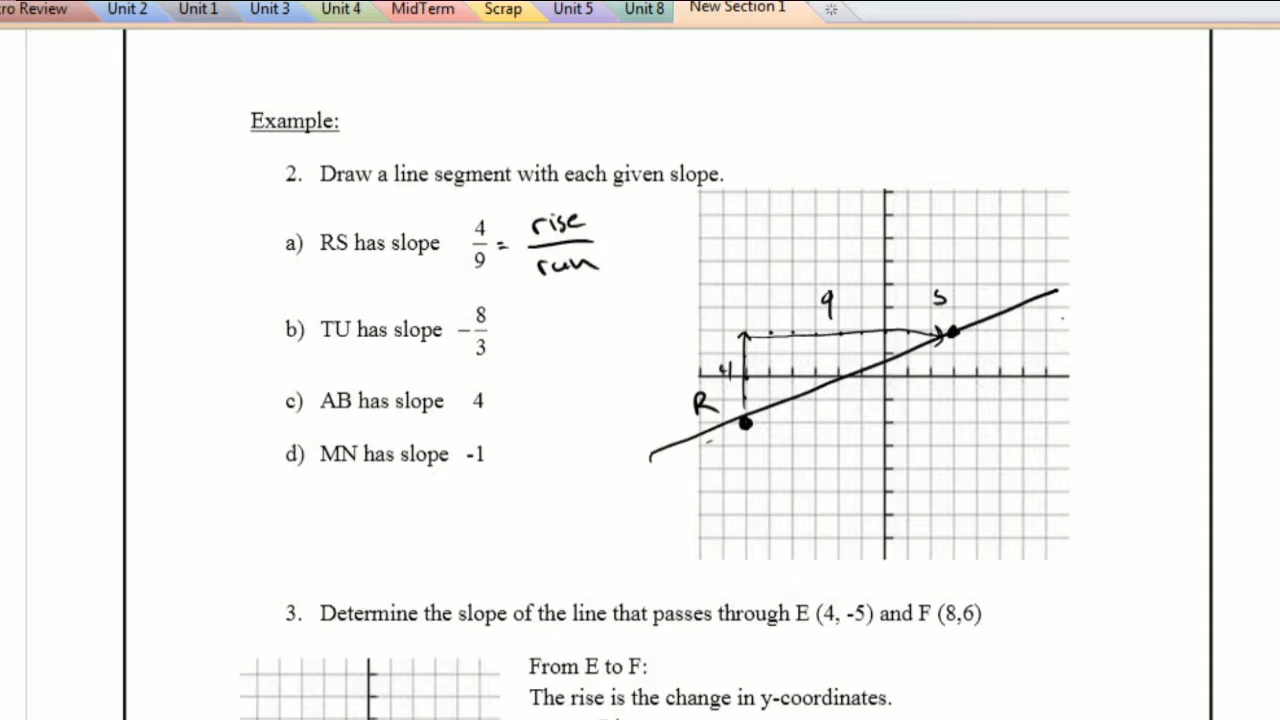 ro Review Unit 2 Unit 1 Unit 3 Unit 4 MidTerm Scrap Unit 5 Unit 8 New Section 1
Example:
2. Draw a line segment with each given slope.
a) RS has slope 4/9 = rise/run
b) TU has slope -8/3
c) AB has slope 4
d) MN has slope -1
9 S
4
R
3. Determine the slope of the line that passes through E (4, -5) and F (8,6)
From E to F:
The rise is the change in y-coordinates.